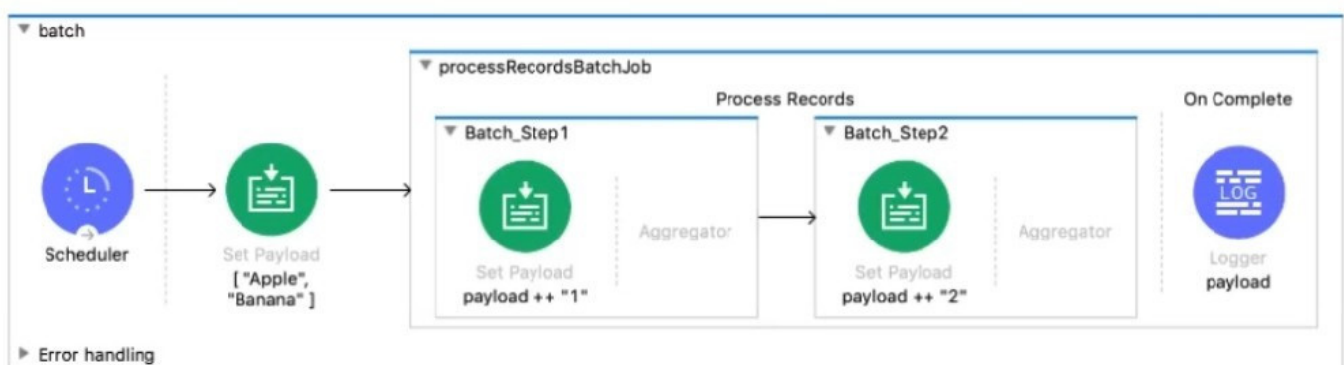 batch
processRecordsBatchJob
Process Records
On Complete
Batch_Step1
Batch_Step2
Scheduler
Set Payload
[ "Apple",
"Banana" ]
Set Payload
payload ++ "1"
Aggregator
Set Payload
payload ++ "2"
Aggregator
LOG
Logger
payload
Error handling